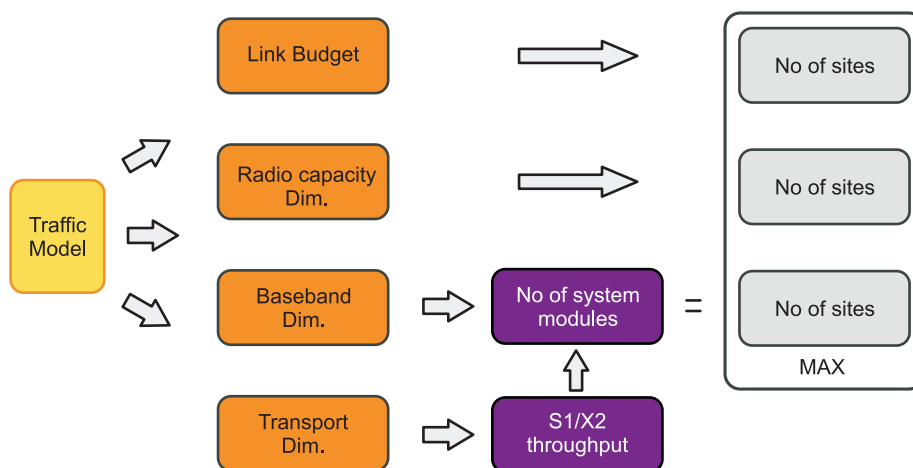 Link Budget
No of sites
Radio capacity
Dim.
No of sites
Traffic
Model
Baseband
Dim.
No of system
modules
=
No of sites
MAX
Transport
Dim.
S1/X2
throughput